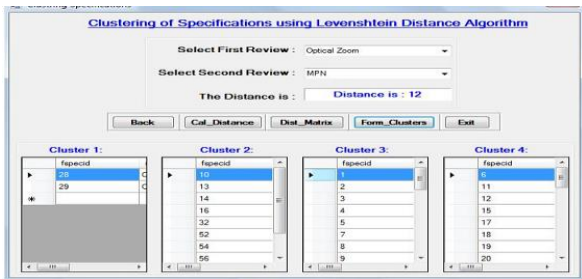 Clustering of Specifications using Levenshtein Distance Algorithm
Select First Review : Optical Zoom
Select Second Review : MPN
The Distance is : Distance is : 12
Back Cal_Distance Dist_Matrix Form_Clusters Exit
Cluster 1: Cluster 2: Cluster 3: Cluster 4:
fspecid fspecid fspecid fspecid
28 10 1 6
29 13 2 11
14 3 12
16 4 15
32 5 17
52 7 18
54 8 19
56 9 20